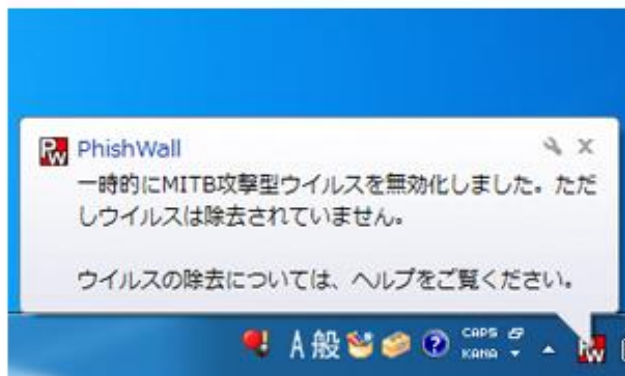 PhishWall
一時的にMITB攻撃型ウイルスを無効化しました。ただ
しウイルスは除去されていません。
ウイルスの除去については、ヘルプをご覧ください。
A 般 CAPS
KANA
PW